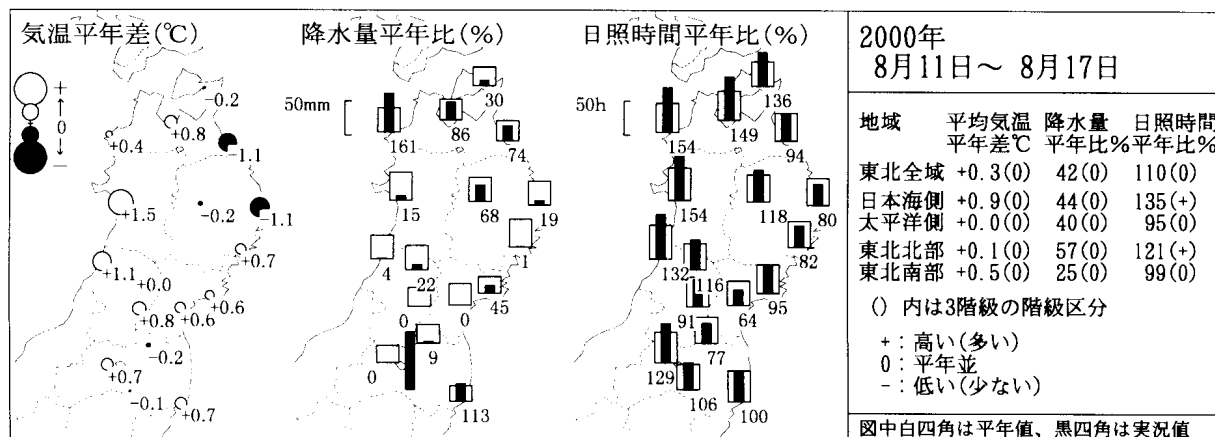 気温平年差(℃)
+
↑
0
↓
−
-0.2
+0.8
+0.4
-1.1
+1.5
-0.2
-1.1
+0.7
+1.1
+0.0
+0.6
+0.8
+0.6
-0.2
+0.7
-0.1
+0.7
降水量平年比(%)
50mm
30
86
161
74
15
68
19
4
22
1
45
0
0
9
0
113
日照時間平年比(%)
50h
136
149
154
94
154
118
80
82
132
116
95
91
64
77
129
106
100
2000年
8月11日～ 8月17日
地域 平均気温 降水量 日照時間
平年差℃ 平年比% 平年比%
東北全域 +0.3(0) 42(0) 110(0)
日本海側 +0.9(0) 44(0) 135(+)
太平洋側 +0.0(0) 40(0) 95(0)
東北北部 +0.1(0) 57(0) 121(+)
東北南部 +0.5(0) 25(0) 99(0)
() 内は3階級の階級区分
+：高い(多い)
0：平年並
-：低い(少ない)
図中白四角は平年値、黒四角は実況値